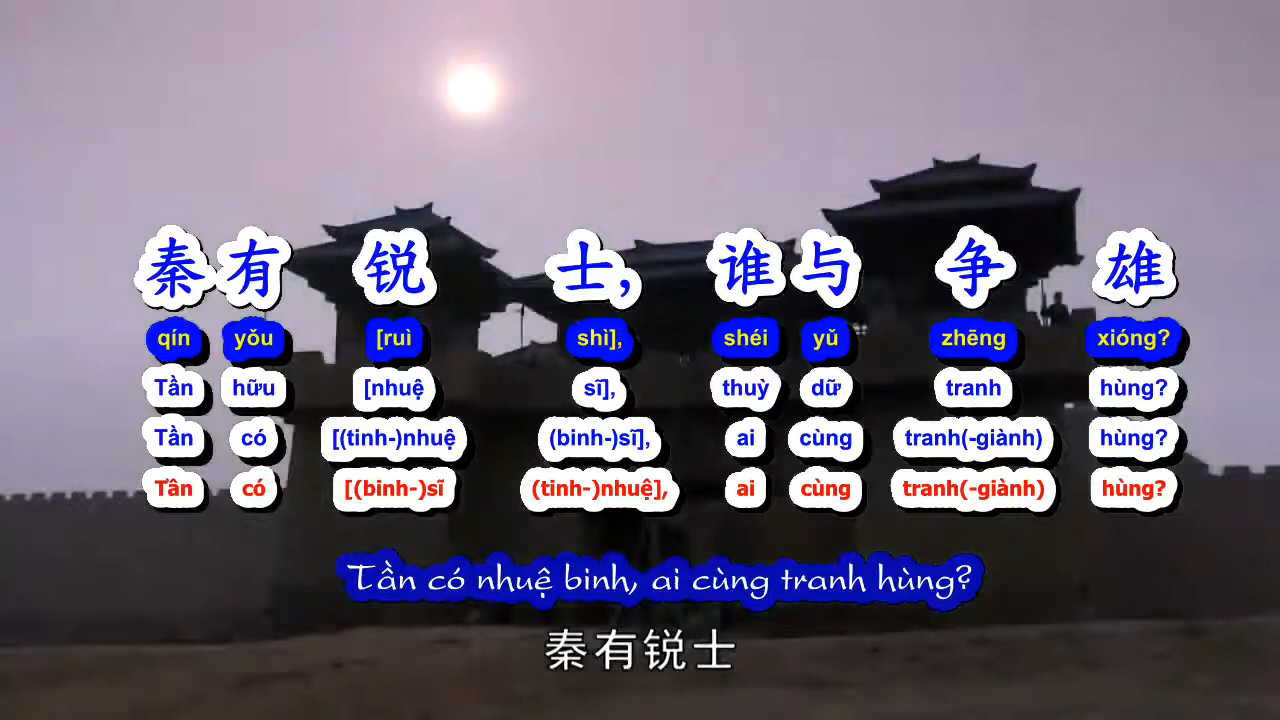 秦有锐士,谁与争雄
qín yǒu [ruì shì], shéi yǔ zhēng xióng?
Tần hữu [nhuệ sĩ], thuỳ dữ tranh hùng?
Tần có [(tinh-)nhuệ (binh-)sĩ], ai cùng tranh(-giành) hùng?
Tần có [(binh-)sĩ (tinh-)nhuệ], ai cùng tranh(-giành) hùng?
Tần có nhuệ binh, ai cùng tranh hùng?
秦有锐士